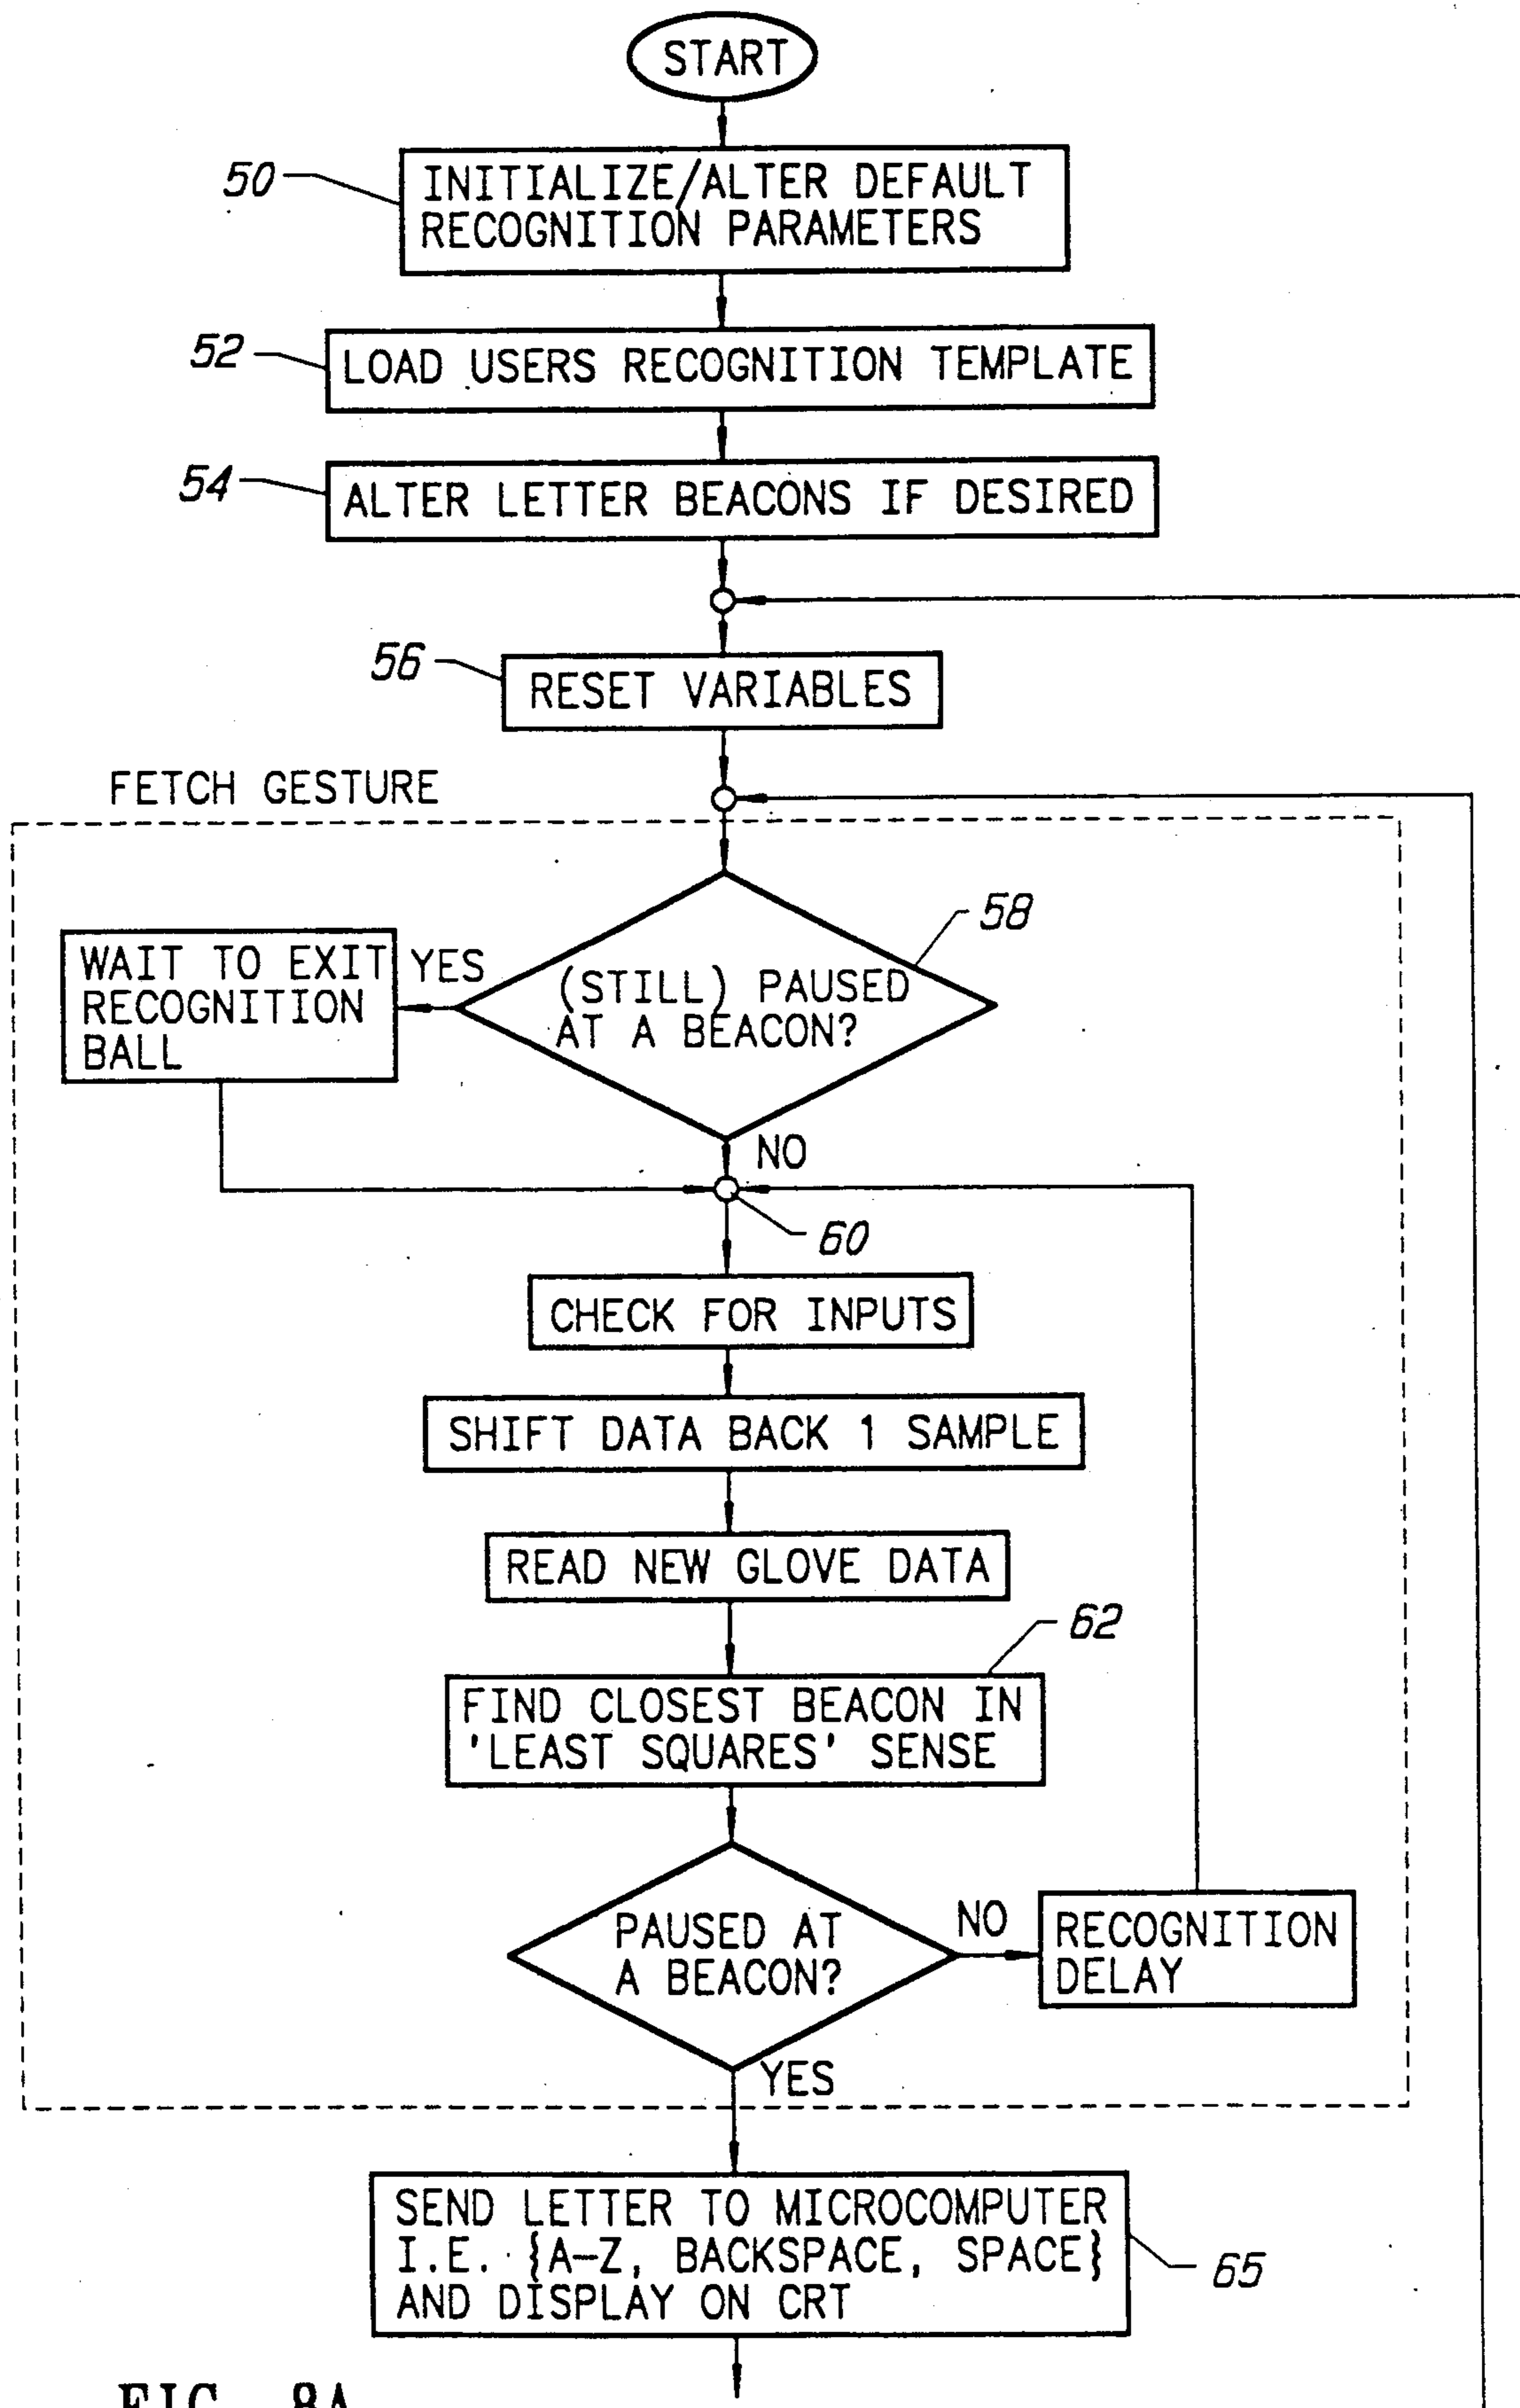 START
50
INITIALIZE/ALTER DEFAULT
RECOGNITION PARAMETERS
52
LOAD USERS RECOGNITION TEMPLATE
54
ALTER LETTER BEACONS IF DESIRED
56
RESET VARIABLES
FETCH GESTURE
58
WAIT TO EXIT
RECOGNITION
BALL
YES
(STILL) PAUSED
AT A BEACON?
NO
60
CHECK FOR INPUTS
SHIFT DATA BACK 1 SAMPLE
READ NEW GLOVE DATA
62
FIND CLOSEST BEACON IN
'LEAST SQUARES' SENSE
PAUSED AT
A BEACON?
NO
RECOGNITION
DELAY
YES
SEND LETTER TO MICROCOMPUTER
I.E. {A-Z, BACKSPACE, SPACE}
AND DISPLAY ON CRT
65
FIG. 8A